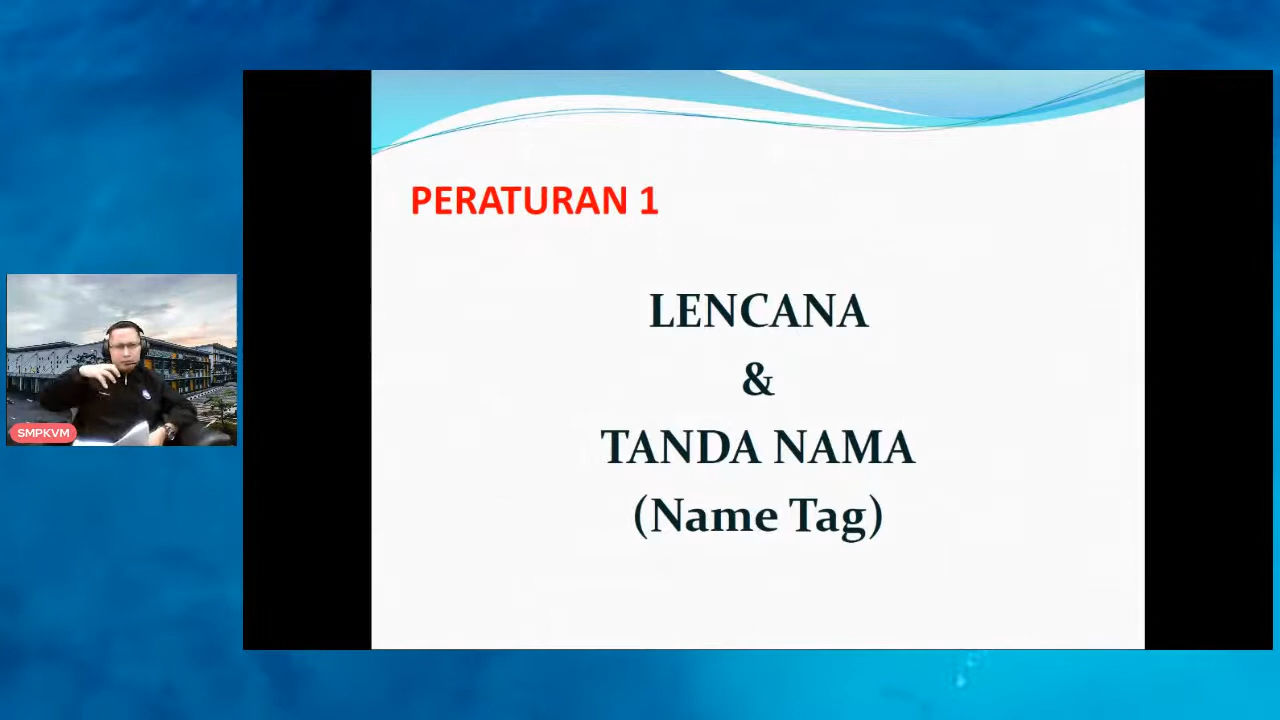 PERATURAN 1
LENCANA
&
TANDA NAMA
(Name Tag)
SMPKVM